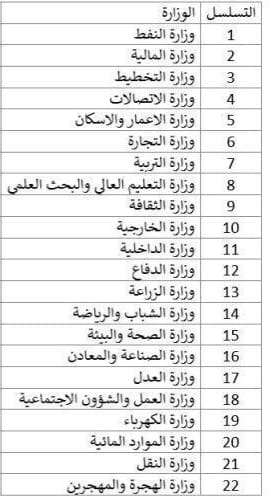 التسلسل الوزارة
1 وزارة النفط
2 وزارة المالية
3 وزارة التخطيط
4 وزارة الاتصالات
5 وزارة الاعمار والاسكان
6 وزارة التجارة
7 وزارة التربية
8 وزارة التعليم العالي والبحث العلمي
9 وزارة الثقافة
10 وزارة الخارجية
11 وزارة الداخلية
12 وزارة الدفاع
13 وزارة الزراعة
14 وزارة الشباب والرياضة
15 وزارة الصحة والبيئة
16 وزارة الصناعة والمعادن
17 وزارة العدل
18 وزارة العمل والشؤون الاجتماعية
19 وزارة الكهرباء
20 وزارة الموارد المائية
21 وزارة النقل
22 وزارة الهجرة والمهجرين